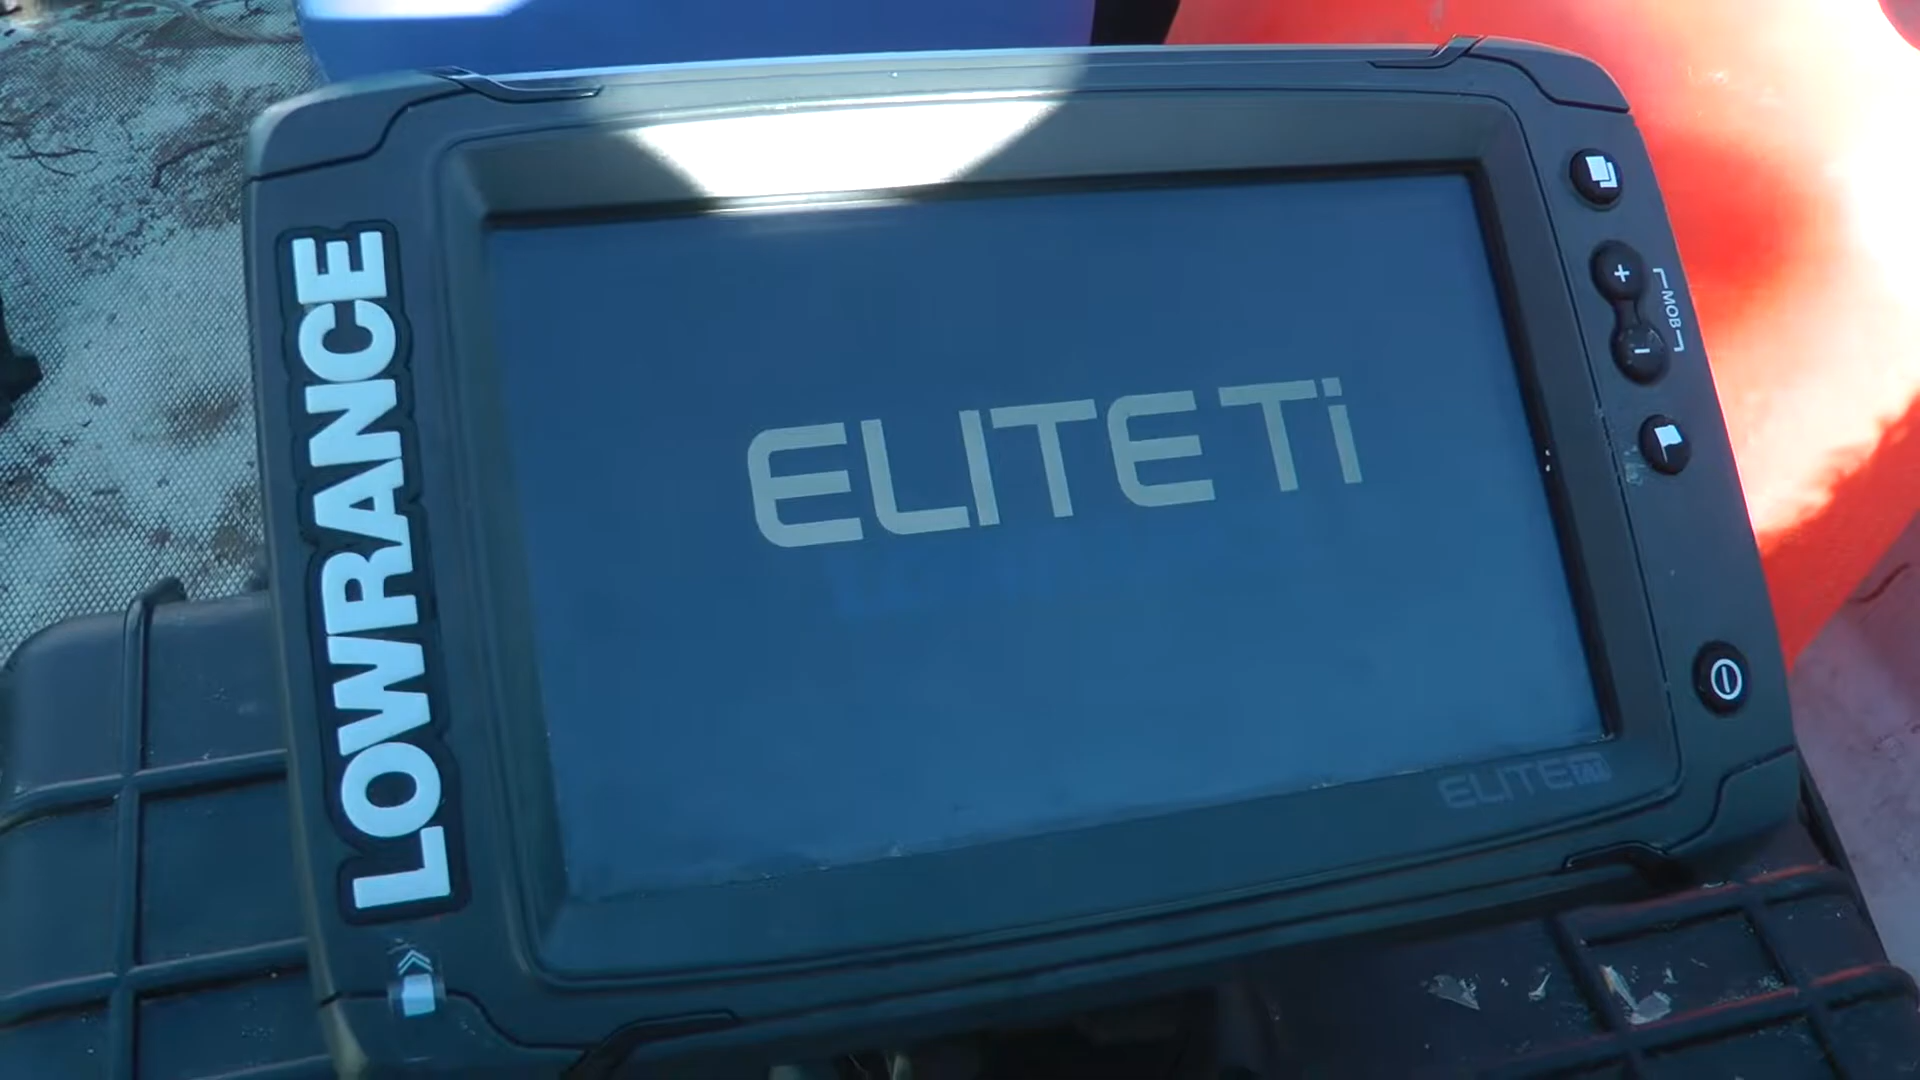 LOWRANCE
ELITE Ti
+
MOB
-
ELITE